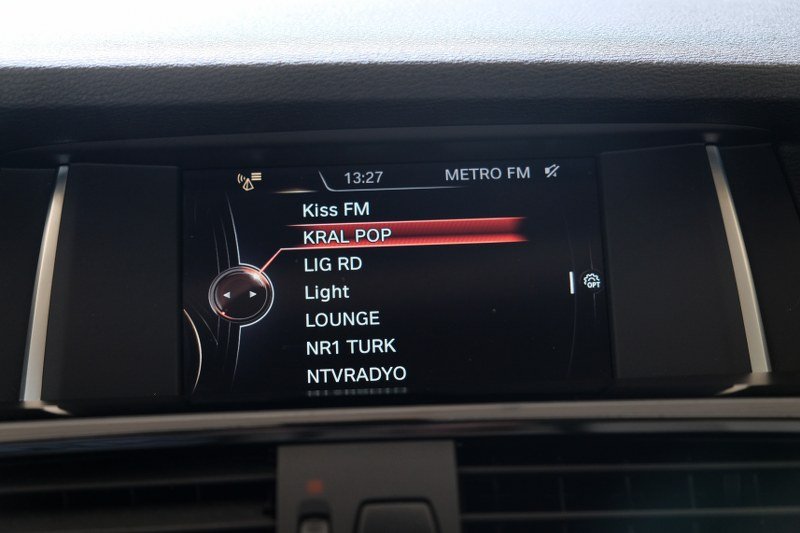 13:27 METRO FM
Kiss FM
KRAL POP
LIG RD
Light
OPT
LOUNGE
NR1 TURK
NTVRADYO